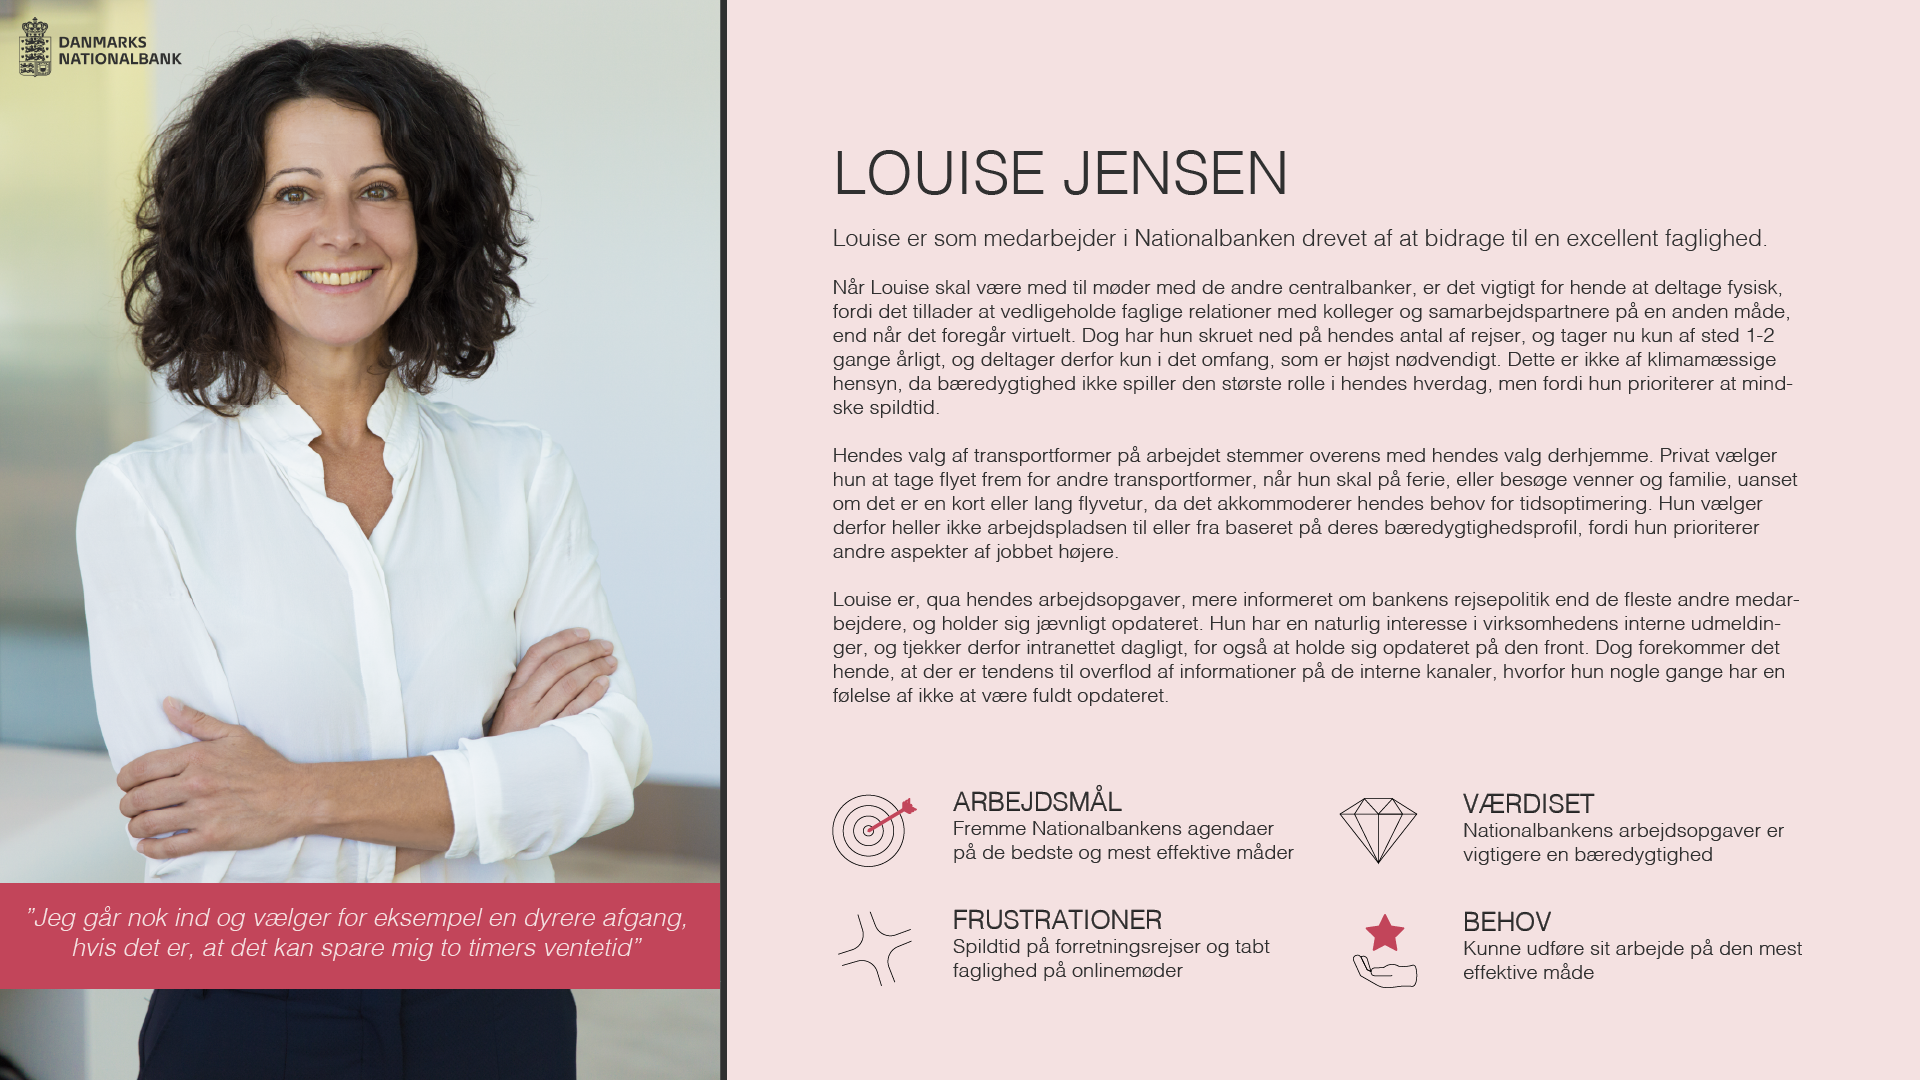 DANMARKS
NATIONALBANK
LOUISE JENSEN
Louise er som medarbejder i Nationalbanken drevet af at bidrage til en excellent faglighed.
Når Louise skal være med til møder med de andre centralbanker, er det vigtigt for hende at deltage fysisk,
fordi det tillader at vedligeholde faglige relationer med kolleger og samarbejdspartnere på en anden måde,
end når det foregår virtuelt. Dog har hun skruet ned på hendes antal af rejser, og tager nu kun af sted 1-2
gange årligt, og deltager derfor kun i det omfang, som er højst nødvendigt. Dette er ikke af klimamæssige
hensyn, da bæredygtighed ikke spiller den største rolle i hendes hverdag, men fordi hun prioriterer at mind-
ske spildtid.
Hendes valg af transportformer på arbejdet stemmer overens med hendes valg derhjemme. Privat vælger
hun at tage flyet frem for andre transportformer, når hun skal på ferie, eller besøge venner og familie, uanset
om det er en kort eller lang flyvetur, da det akkommoderer hendes behov for tidsoptimering. Hun vælger
derfor heller ikke arbejdspladsen til eller fra baseret på deres bæredygtighedsprofil, fordi hun prioriterer
andre aspekter af jobbet højere.
Louise er, qua hendes arbejdsopgaver, mere informeret om bankens rejsepolitik end de fleste andre medar-
bejdere, og holder sig jævnligt opdateret. Hun har en naturlig interesse i virksomhedens interne udmeldin-
ger, og tjekker derfor intranettet dagligt, for også at holde sig opdateret på den front. Dog forekommer det
hende, at der er tendens til overflod af informationer på de interne kanaler, hvorfor hun nogle gange har en
følelse af ikke at være fuldt opdateret.
ARBEJDSMÅL
Fremme Nationalbankens agendaer
på de bedste og mest effektive måder
VÆRDISET
Nationalbankens arbejdsopgaver er
vigtigere en bæredygtighed
FRUSTRATIONER
Spildtid på forretningsrejser og tabt
faglighed på onlinemøder
BEHOV
Kunne udføre sit arbejde på den mest
effektive måde
”Jeg går nok ind og vælger for eksempel en dyrere afgang,
hvis det er, at det kan spare mig to timers ventetid”